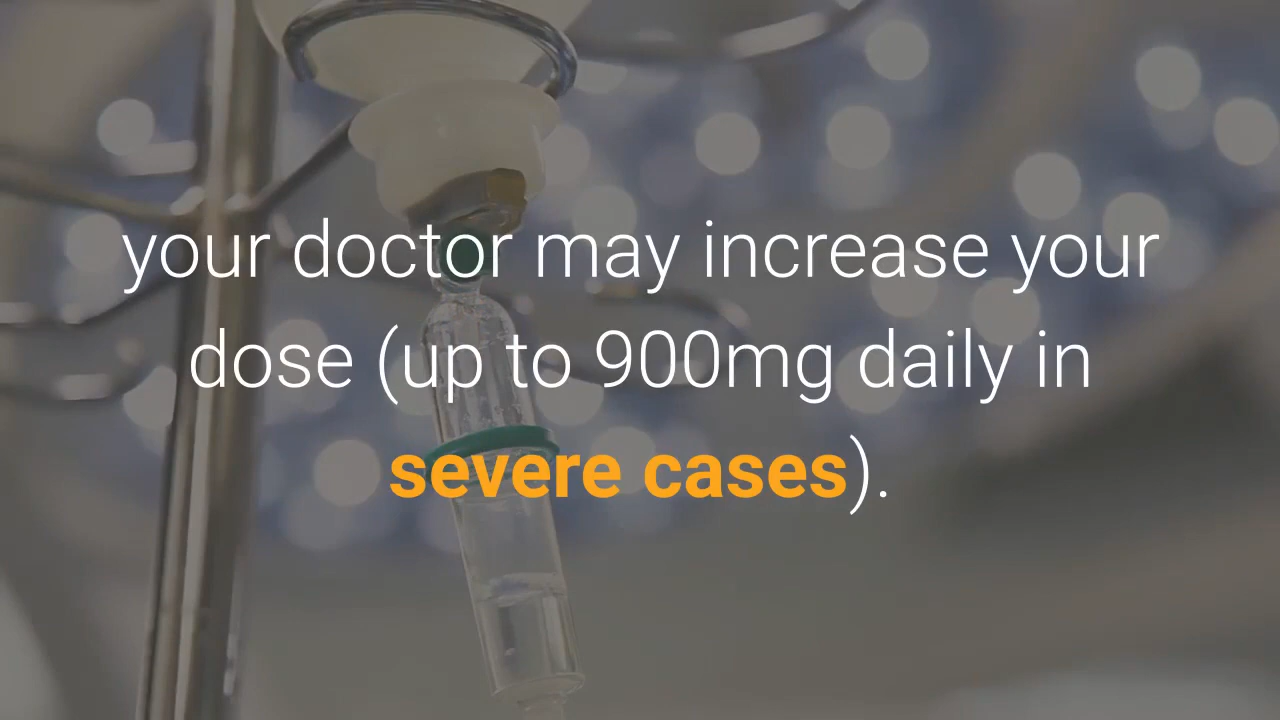 your doctor may increase your
dose (up to 900mg daily in
severe cases).